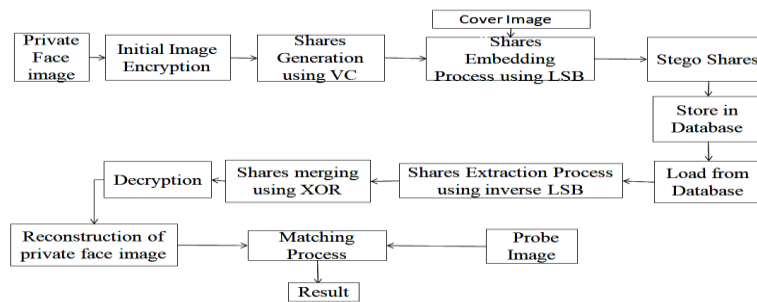 Cover Image
Private
Face
image
Initial Image
Encryption
Shares
Generation
using VC
Shares
Embedding
Process using LSB
Stego Shares
Store in
Database
Load from
Database
Shares Extraction Process
using inverse LSB
Shares merging
using XOR
Decryption
Reconstruction of
private face image
Matching
Process
Probe
Image
Result